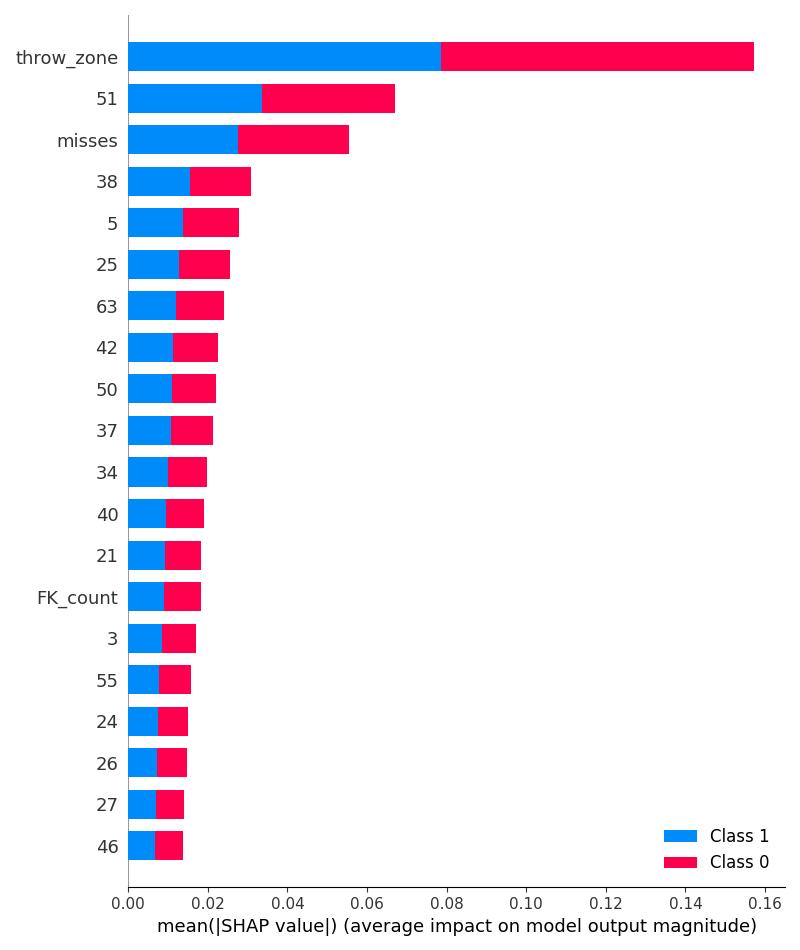 throw_zone
51
misses
38
5
25
63
42
50
37
34
40
21
FK_count
3
55
24
26
27
46
Class 1
Class 0
0.00 0.02 0.04 0.06 0.08 0.10 0.12 0.14 0.16
mean(|SHAP value|) (average impact on model output magnitude)